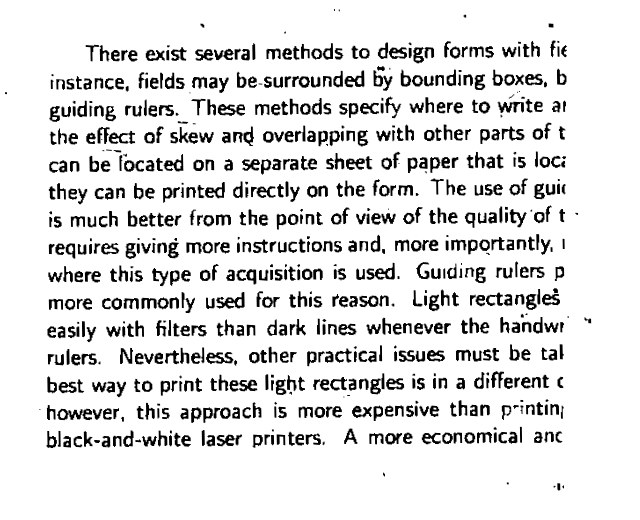 There exist several methods to design forms with fie
instance, fields may be surrounded by bounding boxes, b
guiding rulers. These methods specify where to write ar
the effect of skew and overlapping with other parts of t
can be located on a separate sheet of paper that is loca
they can be printed directly on the form. The use of guid
is much better from the point of view of the quality of t
requires giving more instructions and, more importantly,
where this type of acquisition is used. Guiding rulers p
more commonly used for this reason. Light rectangles
easily with filters than dark lines whenever the handwr
rulers. Nevertheless, other practical issues must be tak
best way to print these light rectangles is in a different c
however, this approach is more expensive than printing
black-and-white laser printers. A more economical and